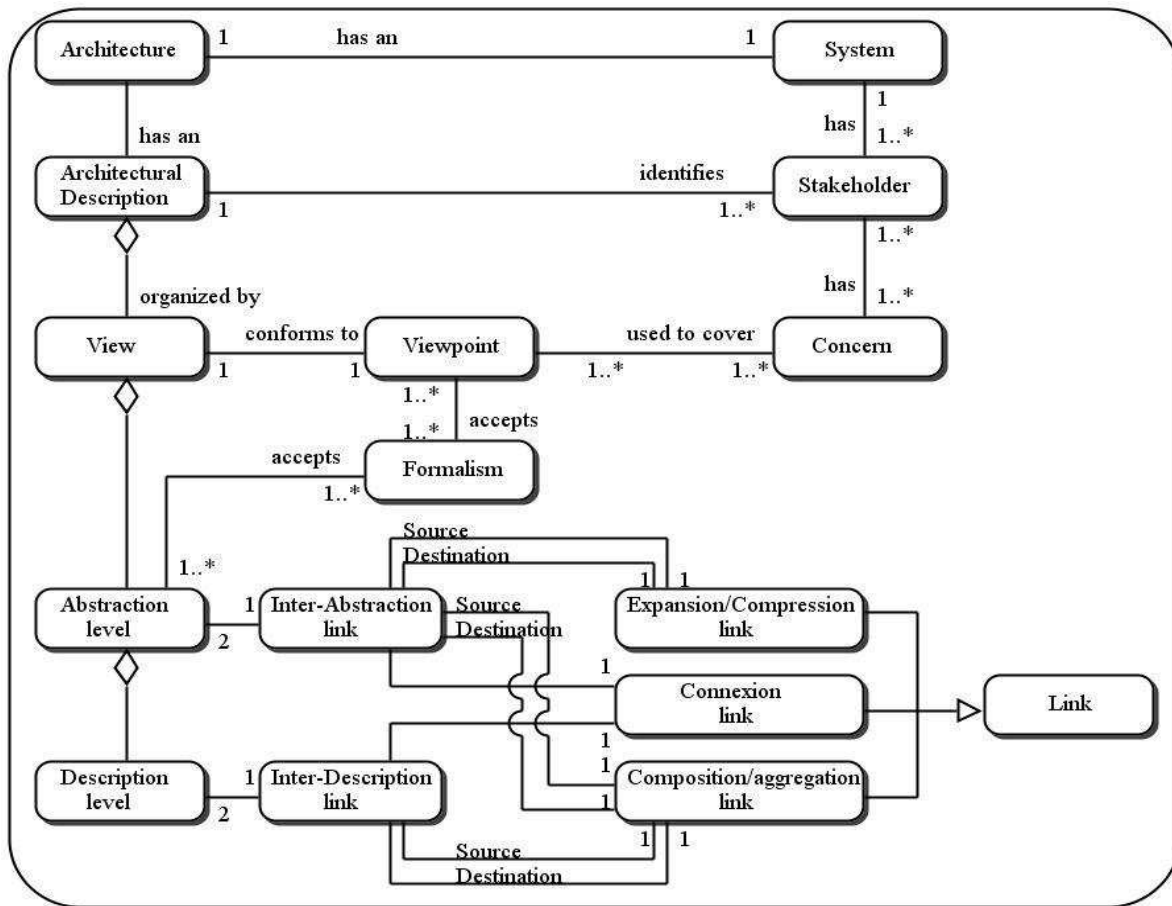 Architecture
1
has an
1
System
1
has an
has
1..*
Architectural
Description
identifies
Stakeholder
1
1..*
1..*
organized by
has
1..*
View
conforms to
Viewpoint
used to cover
Concern
1
1
1..*
1..*
1..*
accepts
1..*
accepts
Formalism
1..*
Source
Destination
1..*
1
1
Abstraction
level
1
2
Inter-Abstraction
link
Source
Destination
Expansion/Compression
link
1
Connexion
link
Link
1
Description
level
1
2
Inter-Description
link
1
1
Composition/aggregation
link
1
1
Source
Destination